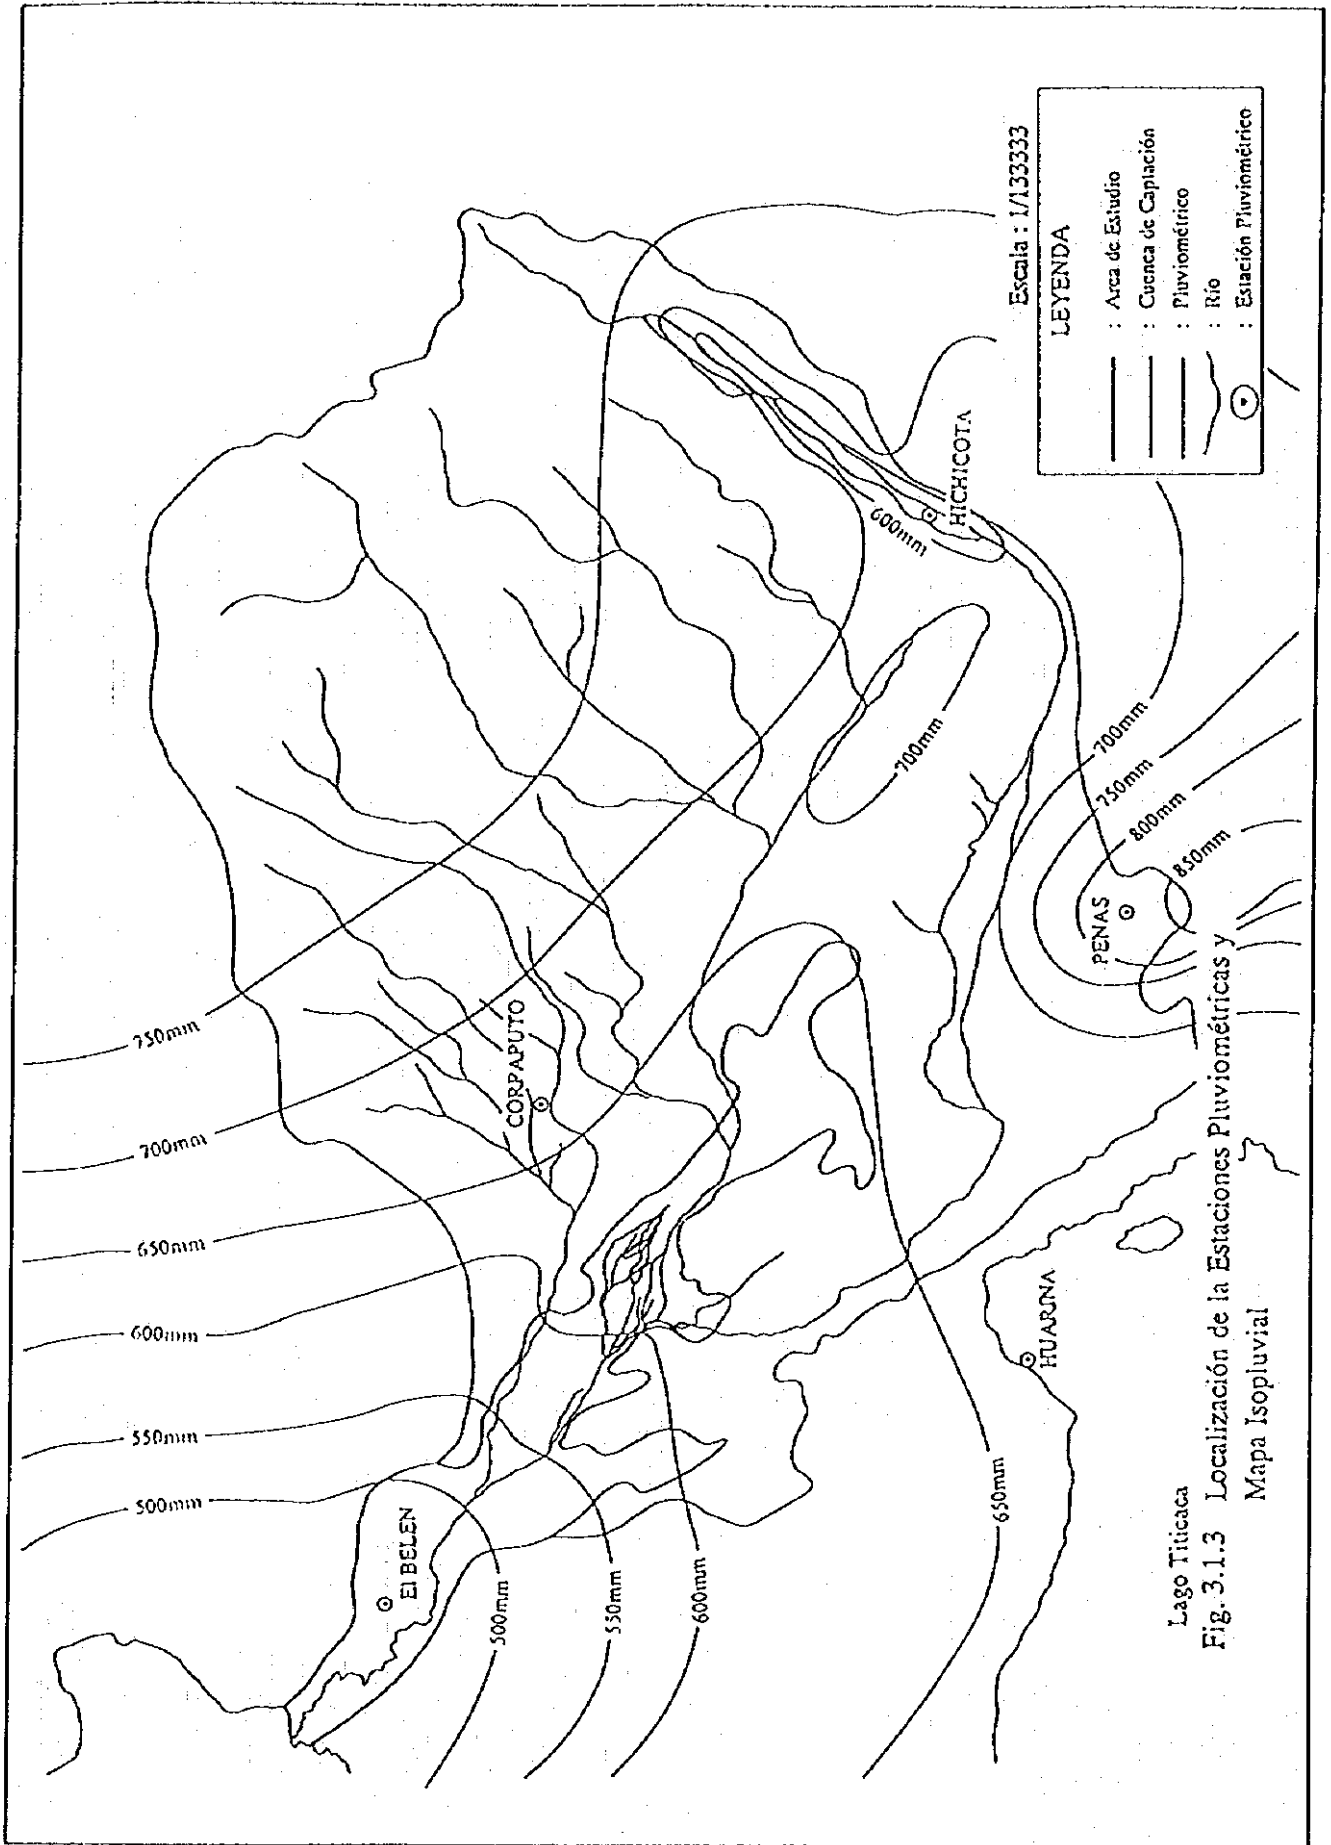 Escala : 1/133333
LEYENDA
: Area de Estudio
: Cuenca de Captación
: Pluviométrico
: Río
: Estación Pluviométrico
750mm
700mm
650mm
600mm
550mm
500mm
CORPAPUTO
El BELEN
500mm
550mm
600mm
650mm
HUARINA
600mm
HICHICOTA
700mm
700mm
750mm
800mm
850mm
PENAS
Lago Titicaca
Fig. 3.1.3 Localización de la Estaciones Pluviométricas y
Mapa Isopluvial